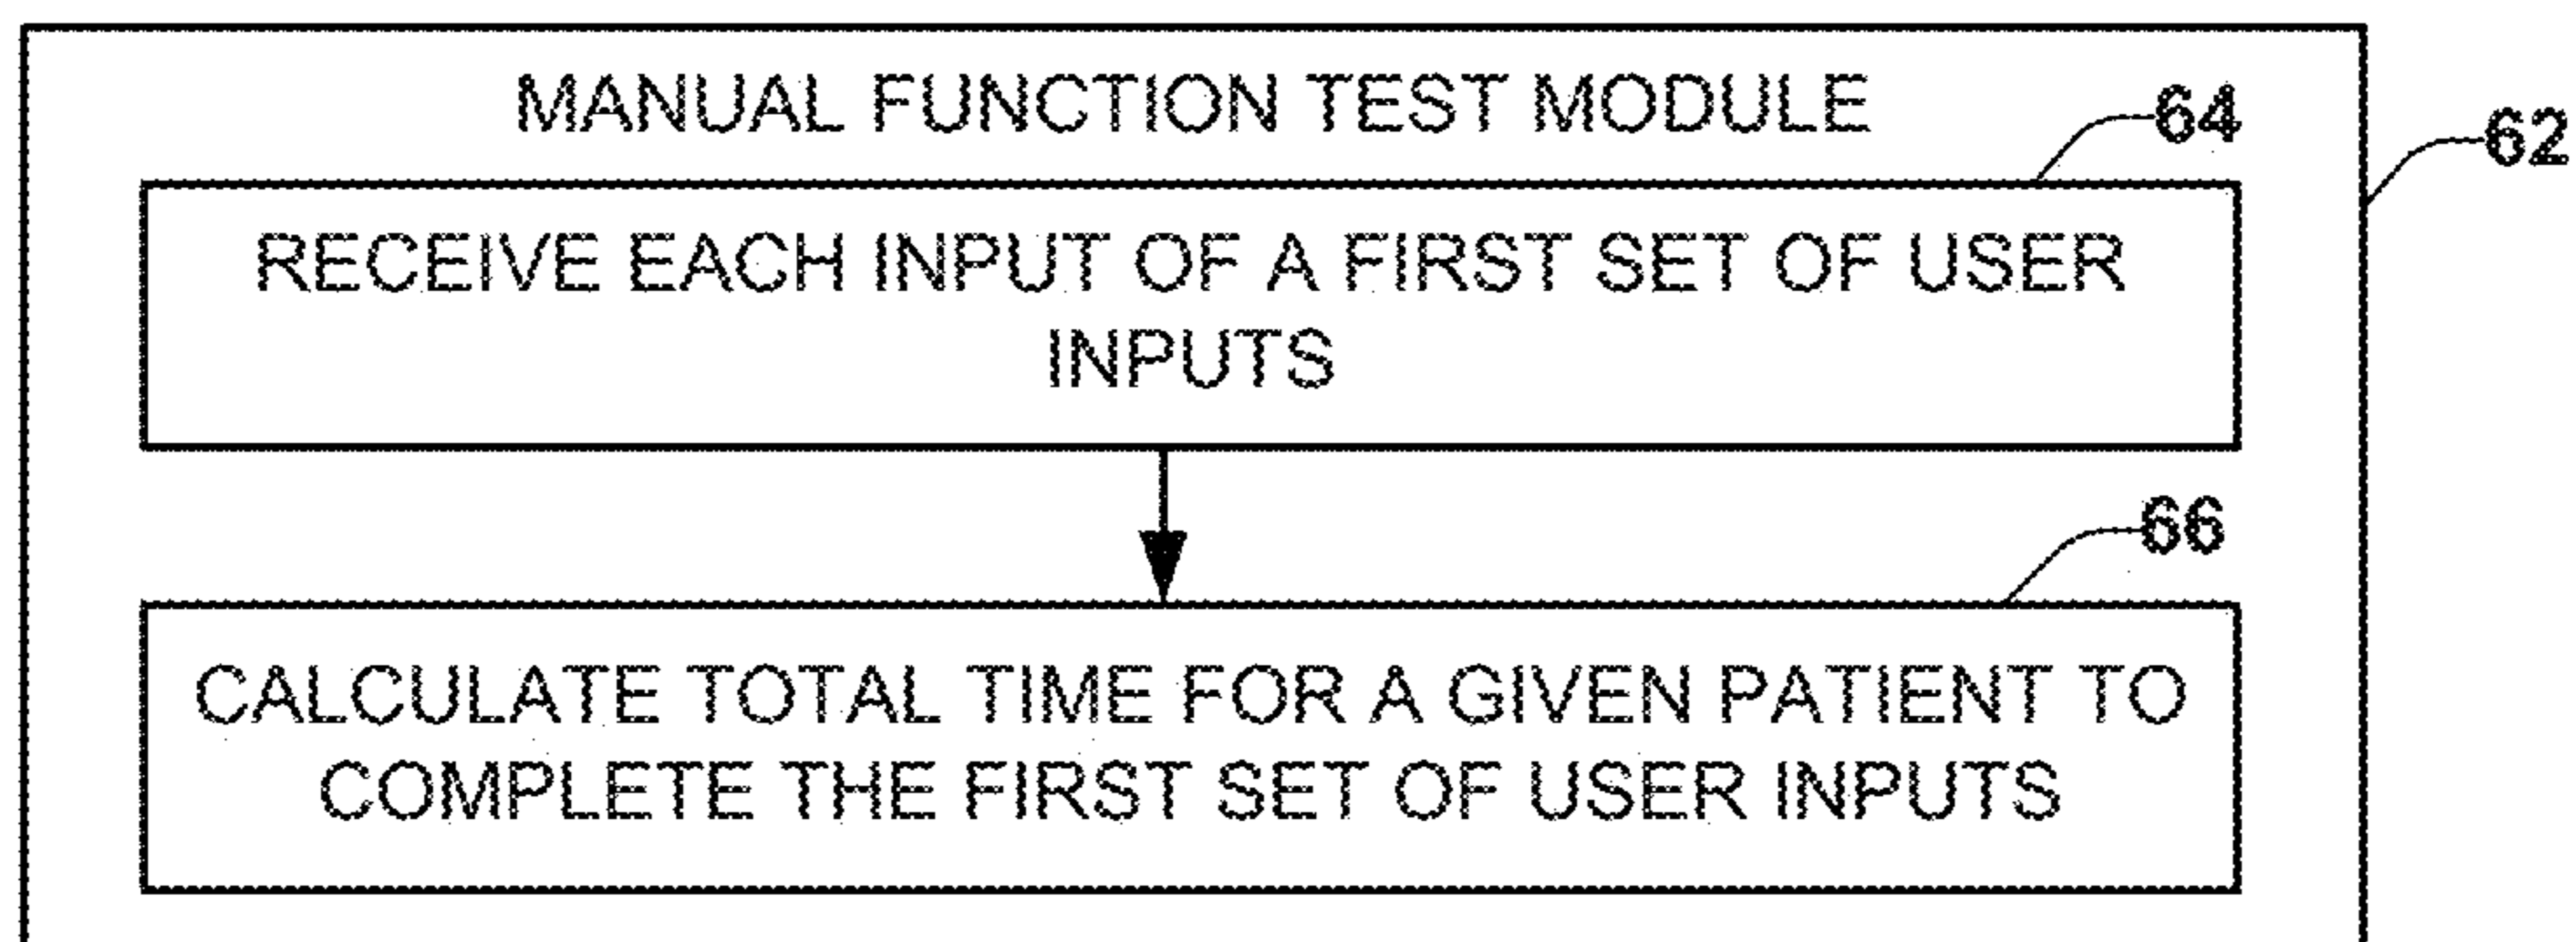 MANUAL FUNCTION TEST MODULE
64
62
RECEIVE EACH INPUT OF A FIRST SET OF USER
INPUTS
66
CALCULATE TOTAL TIME FOR A GIVEN PATIENT TO
COMPLETE THE FIRST SET OF USER INPUTS